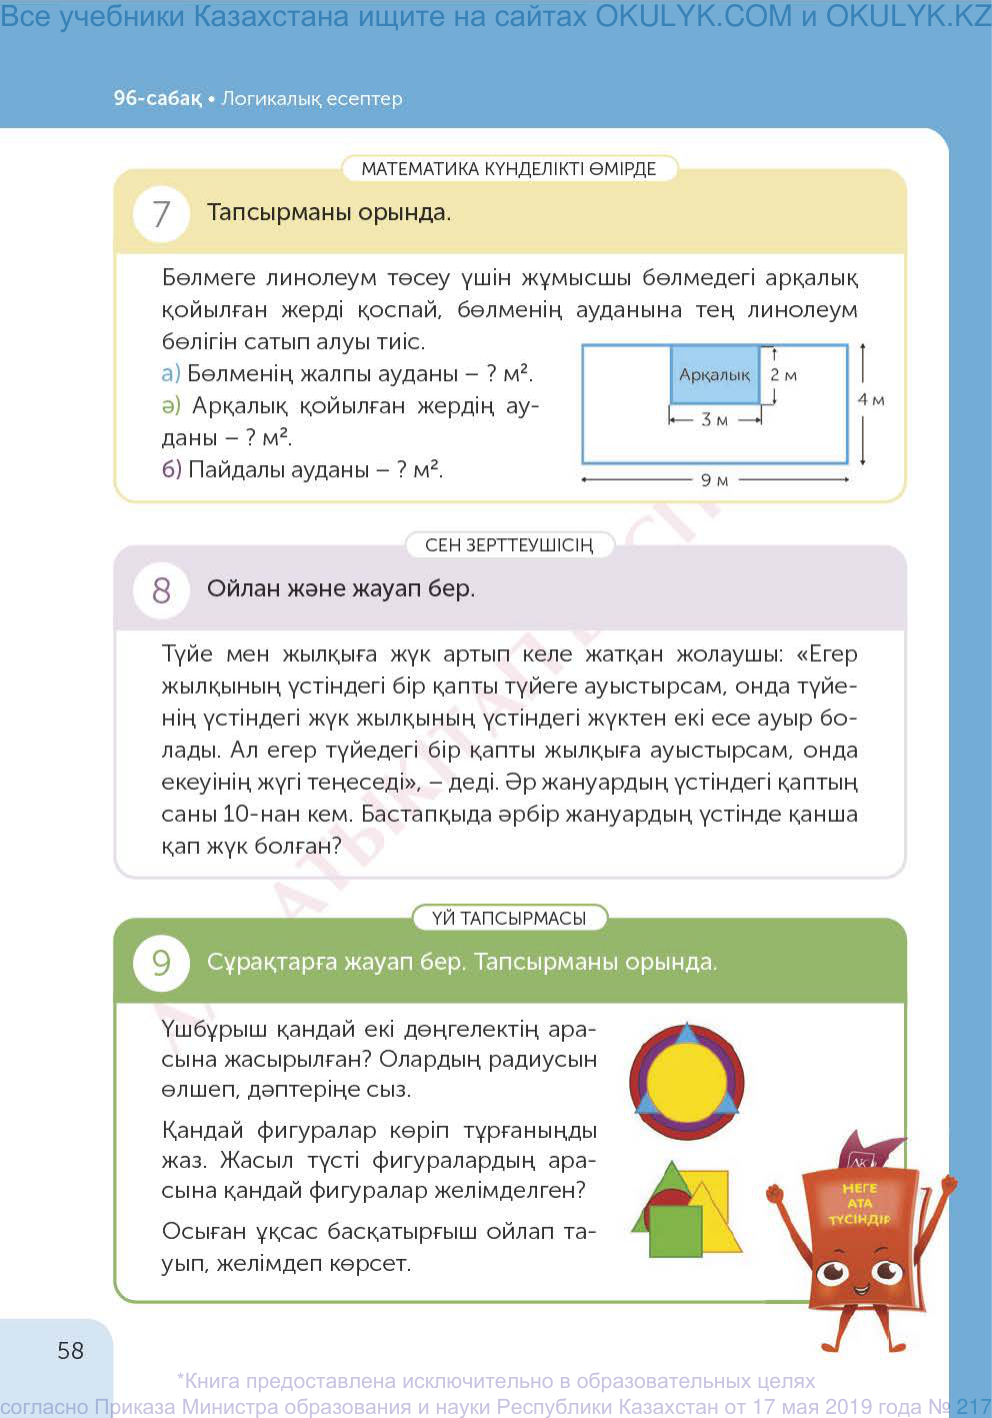 Все учебники Казахстана ищите на сайтах OKULYK.COM и OKULYK.KZ
96-сабақ • Логикалық есептер
МАТЕМАТИКА КҮНДЕЛІКТІ ӨМІРДЕ
7 Тапсырманы орында.
Бөлмеге линолеум төсеу үшін жұмысшы бөлмедегі арқалық
қойылған жерді қоспай, бөлменің ауданына тең линолеум
бөлігін сатып алуы тиіс.
а) Бөлменің жалпы ауданы – ? м².
ә) Арқалық қойылған жердің ау-
даны – ? м².
б) Пайдалы ауданы – ? м².
Арқалық
2 м
3 м
4 м
9 м
СЕН ЗЕРТТЕУШІСІҢ
8 Ойлан және жауап бер.
Түйе мен жылқыға жүк артып келе жатқан жолаушы: «Егер
жылқының үстіндегі бір қапты түйеге ауыстырсам, онда түйе-
нің үстіндегі жүк жылқының үстіндегі жүктен екі есе ауыр бо-
лады. Ал егер түйедегі бір қапты жылқыға ауыстырсам, онда
екеуінің жүгі теңеседі», – деді. Әр жануардың үстіндегі қаптың
саны 10-нан кем. Бастапқыда әрбір жануардың үстінде қанша
қап жүк болған?
ҮЙ ТАПСЫРМАСЫ
9 Сұрақтарға жауап бер. Тапсырманы орында.
Үшбұрыш қандай екі дөңгелектің ара-
сына жасырылған? Олардың радиусын
өлшеп, дәптеріңе сыз.
Қандай фигуралар көріп тұрғаныңды
жаз. Жасыл түсті фигуралардың ара-
сына қандай фигуралар желімделген?
Осыған ұқсас басқатырғыш ойлап та-
уып, желімдеп көрсет.
НЕГЕ
АТА
ТҮСІНДІР
58
*Книга предоставлена исключительно в образовательных целях
согласно Приказа Министра образования и науки Республики Казахстан от 17 мая 2019 года № 217